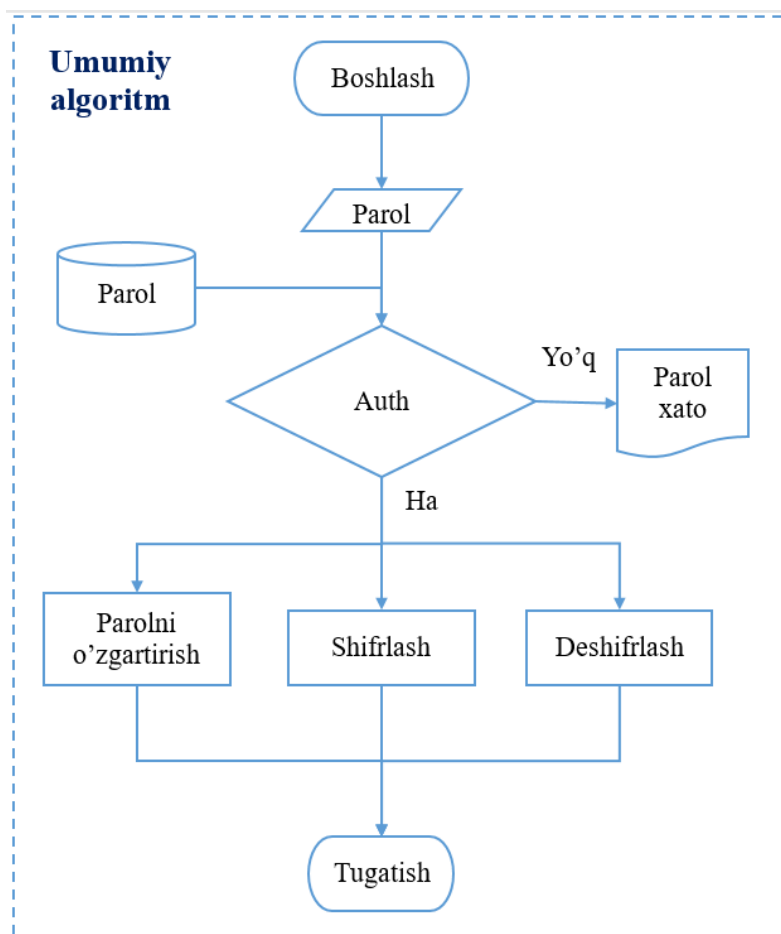 Umumiy
algoritm
Boshlash
Parol
Parol
Auth
Yo’q
Parol
xato
Ha
Parolni
o’zgartirish
Shifrlash
Deshifrlash
Tugatish